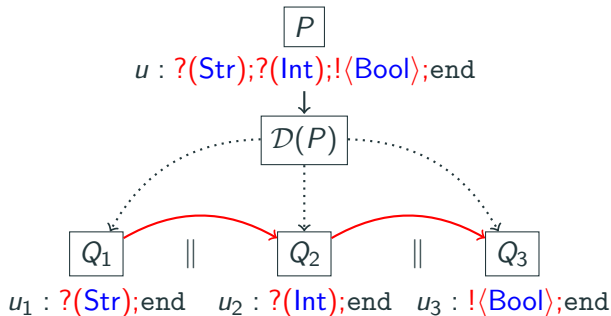 P
u : ?(Str);?(Int);!⟨Bool⟩;end
𝒟(P)
Q₁ ∥ Q₂ ∥ Q₃
u₁ : ?(Str);end u₂ : ?(Int);end u₃ : !⟨Bool⟩;end